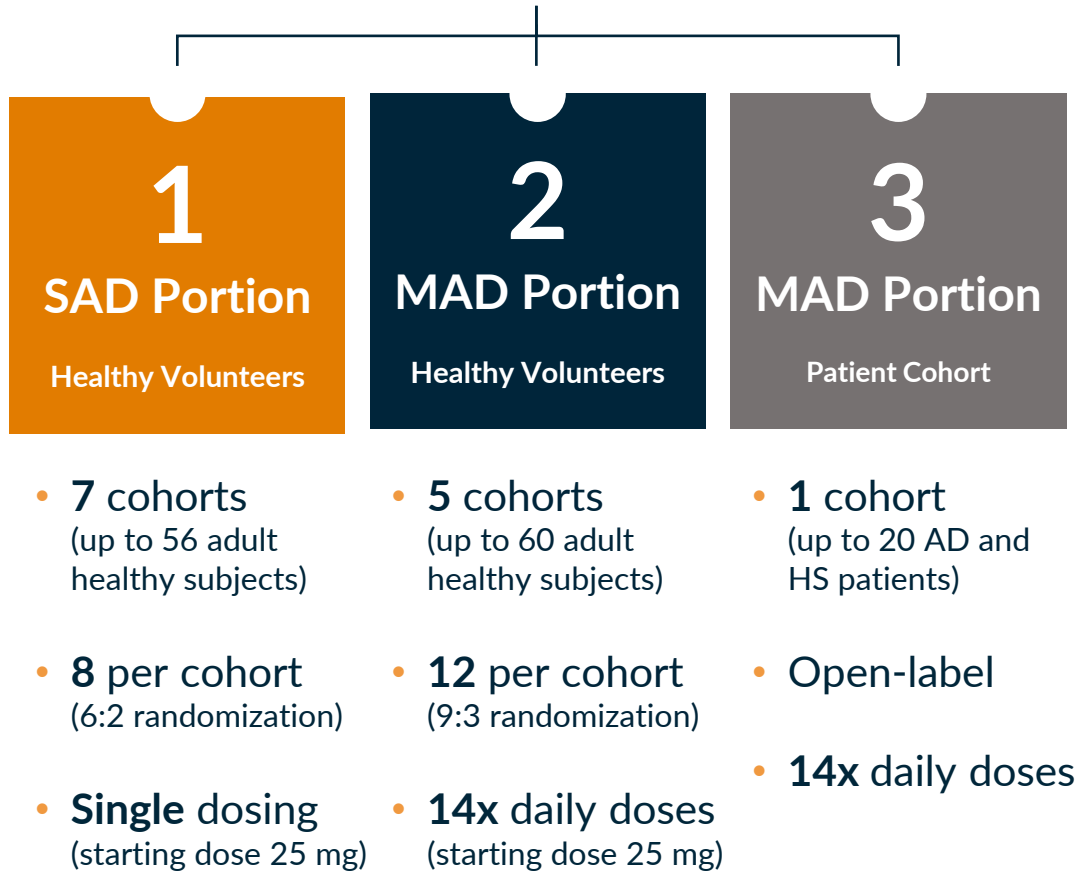 1
SAD Portion
Healthy Volunteers
• 7 cohorts
(up to 56 adult
healthy subjects)
• 8 per cohort
(6:2 randomization)
• Single dosing
(starting dose 25 mg)
2
MAD Portion
Healthy Volunteers
• 5 cohorts
(up to 60 adult
healthy subjects)
• 12 per cohort
(9:3 randomization)
• 14x daily doses
(starting dose 25 mg)
3
MAD Portion
Patient Cohort
• 1 cohort
(up to 20 AD and
HS patients)
• Open-label
• 14x daily doses